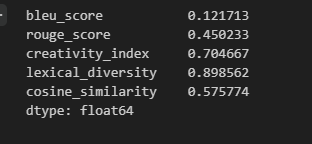 bleu_score 0.121713
rouge_score 0.450233
creativity_index 0.704667
lexical_diversity 0.898562
cosine_similarity 0.575774
dtype: float64